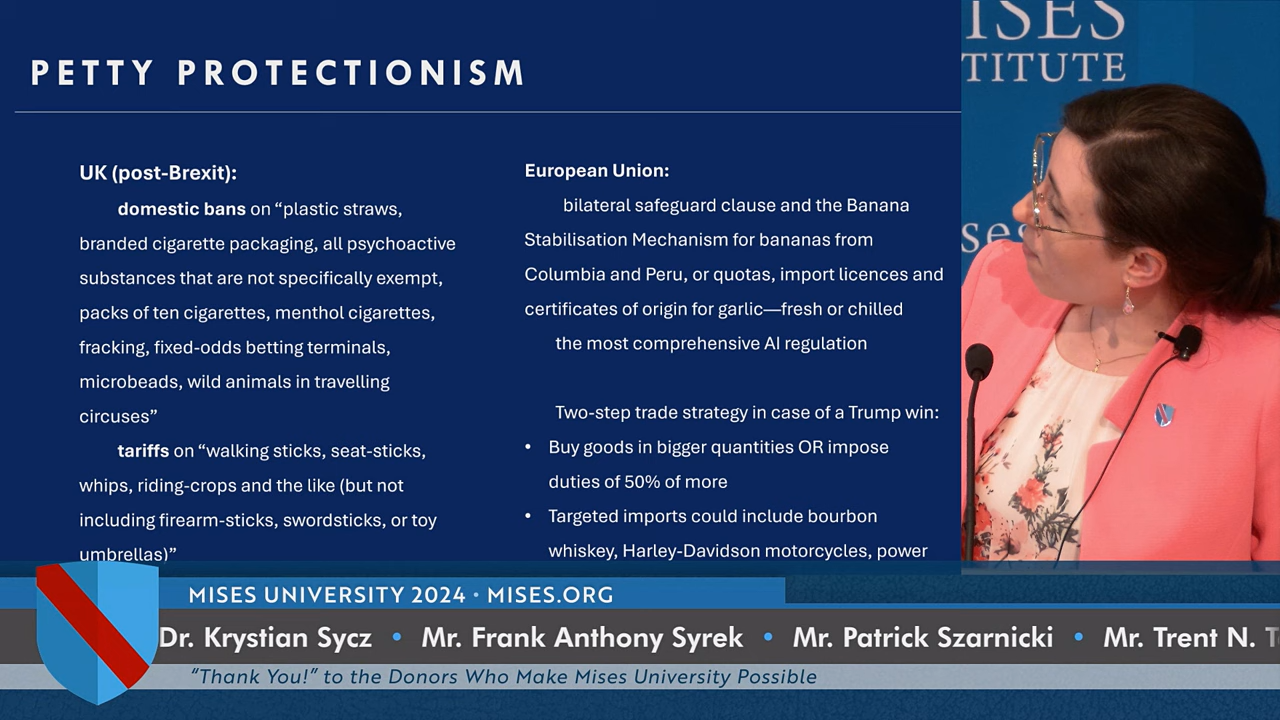 PETTY PROTECTIONISM
UK (post-Brexit):
domestic bans on “plastic straws,
branded cigarette packaging, all psychoactive
substances that are not specifically exempt,
packs of ten cigarettes, menthol cigarettes,
fracking, fixed-odds betting terminals,
microbeads, wild animals in travelling
circuses”
tariffs on “walking sticks, seat-sticks,
whips, riding-crops and the like (but not
including firearm-sticks, swordsticks, or toy
umbrellas)”
European Union:
bilateral safeguard clause and the Banana
Stabilisation Mechanism for bananas from
Columbia and Peru, or quotas, import licences and
certificates of origin for garlic—fresh or chilled
the most comprehensive AI regulation
Two-step trade strategy in case of a Trump win:
• Buy goods in bigger quantities OR impose
duties of 50% of more
• Targeted imports could include bourbon
whiskey, Harley-Davidson motorcycles, power
ISES
TITUTE
ses
MISES UNIVERSITY 2024 • MISES.ORG
Dr. Krystian Sycz • Mr. Frank Anthony Syrek • Mr. Patrick Szarnicki • Mr. Trent N. T
“Thank You!” to the Donors Who Make Mises University Possible